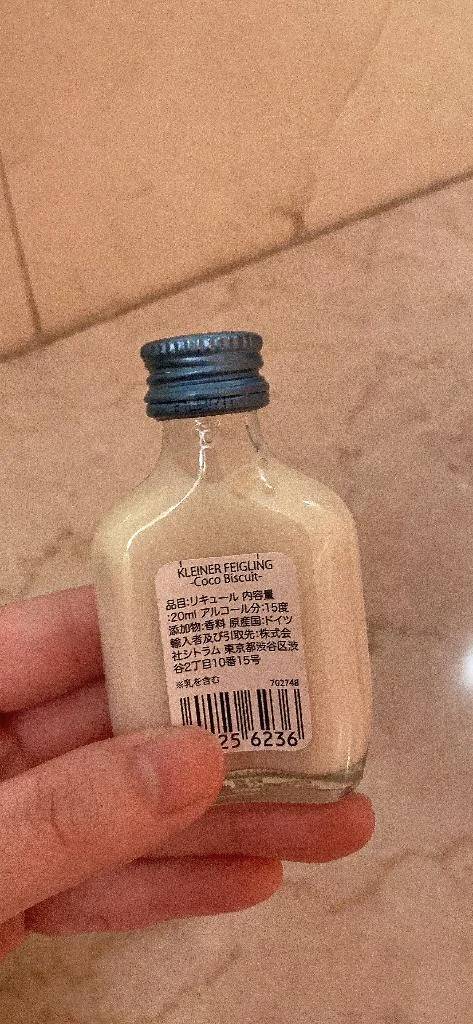 KLEINER FEIGLING
-Coco Biscuit-
品目:リキュール 内容量
:20ml アルコール分:15度
添加物:香料 原産国:ドイツ
輸入者及び引取先:株式会
社シトラム 東京都渋谷区渋
谷2丁目10番15号
※乳を含む 702748
25 6236